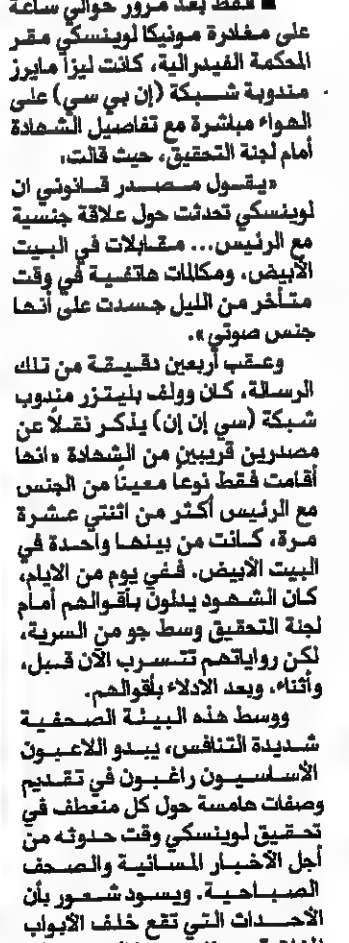 ■ فقط بعد مرور حوالي ساعة
على مغادرة مونيكا لوينسكي مقر
المحكمة الفيدرالية، كانت ليزا مايرز
مندوبة شبكة (إن بي سي) على
الهواء مباشرة مع تفاصيل الشهادة
أمام لجنة التحقيق، حيث قالت:
«يقول مصدر قانوني ان
لوينسكي تحدثت حول علاقة جنسية
مع الرئيس... مقابلات في البيت
الأبيض، ومكالمات هاتفية في وقت
متأخر من الليل جسدت على أنها
جنس صوتي».
وعقب أربعين دقيقة من تلك
الرسالة، كان وولف بليتزر مندوب
شبكة (سي إن إن) يذكر نقلاً عن
مصدرين قريبين من الشهادة «انها
أقامت فقط نوعاً معيناً من الجنس
مع الرئيس أكثر من اثنتي عشرة
مرة، كانت من بينها واحدة في
البيت الأبيض. ففي يوم من الايام،
كان الشهود يدلون بأقوالهم أمام
لجنة التحقيق وسط جو من السرية،
لكن رواياتهم تتسرب الآن قبل،
وأثناء، وبعد الادلاء بأقوالهم.
ووسط هذه البيئة الصحفية
شديدة التنافس، يبدو اللاعبون
الأساسيون راغبون في تقديم
وصفات هامسة حول كل منعطف في
تحقيق لوينسكي وقت حدوثه من
أجل الأخبار المسائية والصحف
الصباحية. ويسود شعور بأن
الأحداث التي تقع خلف الأبواب